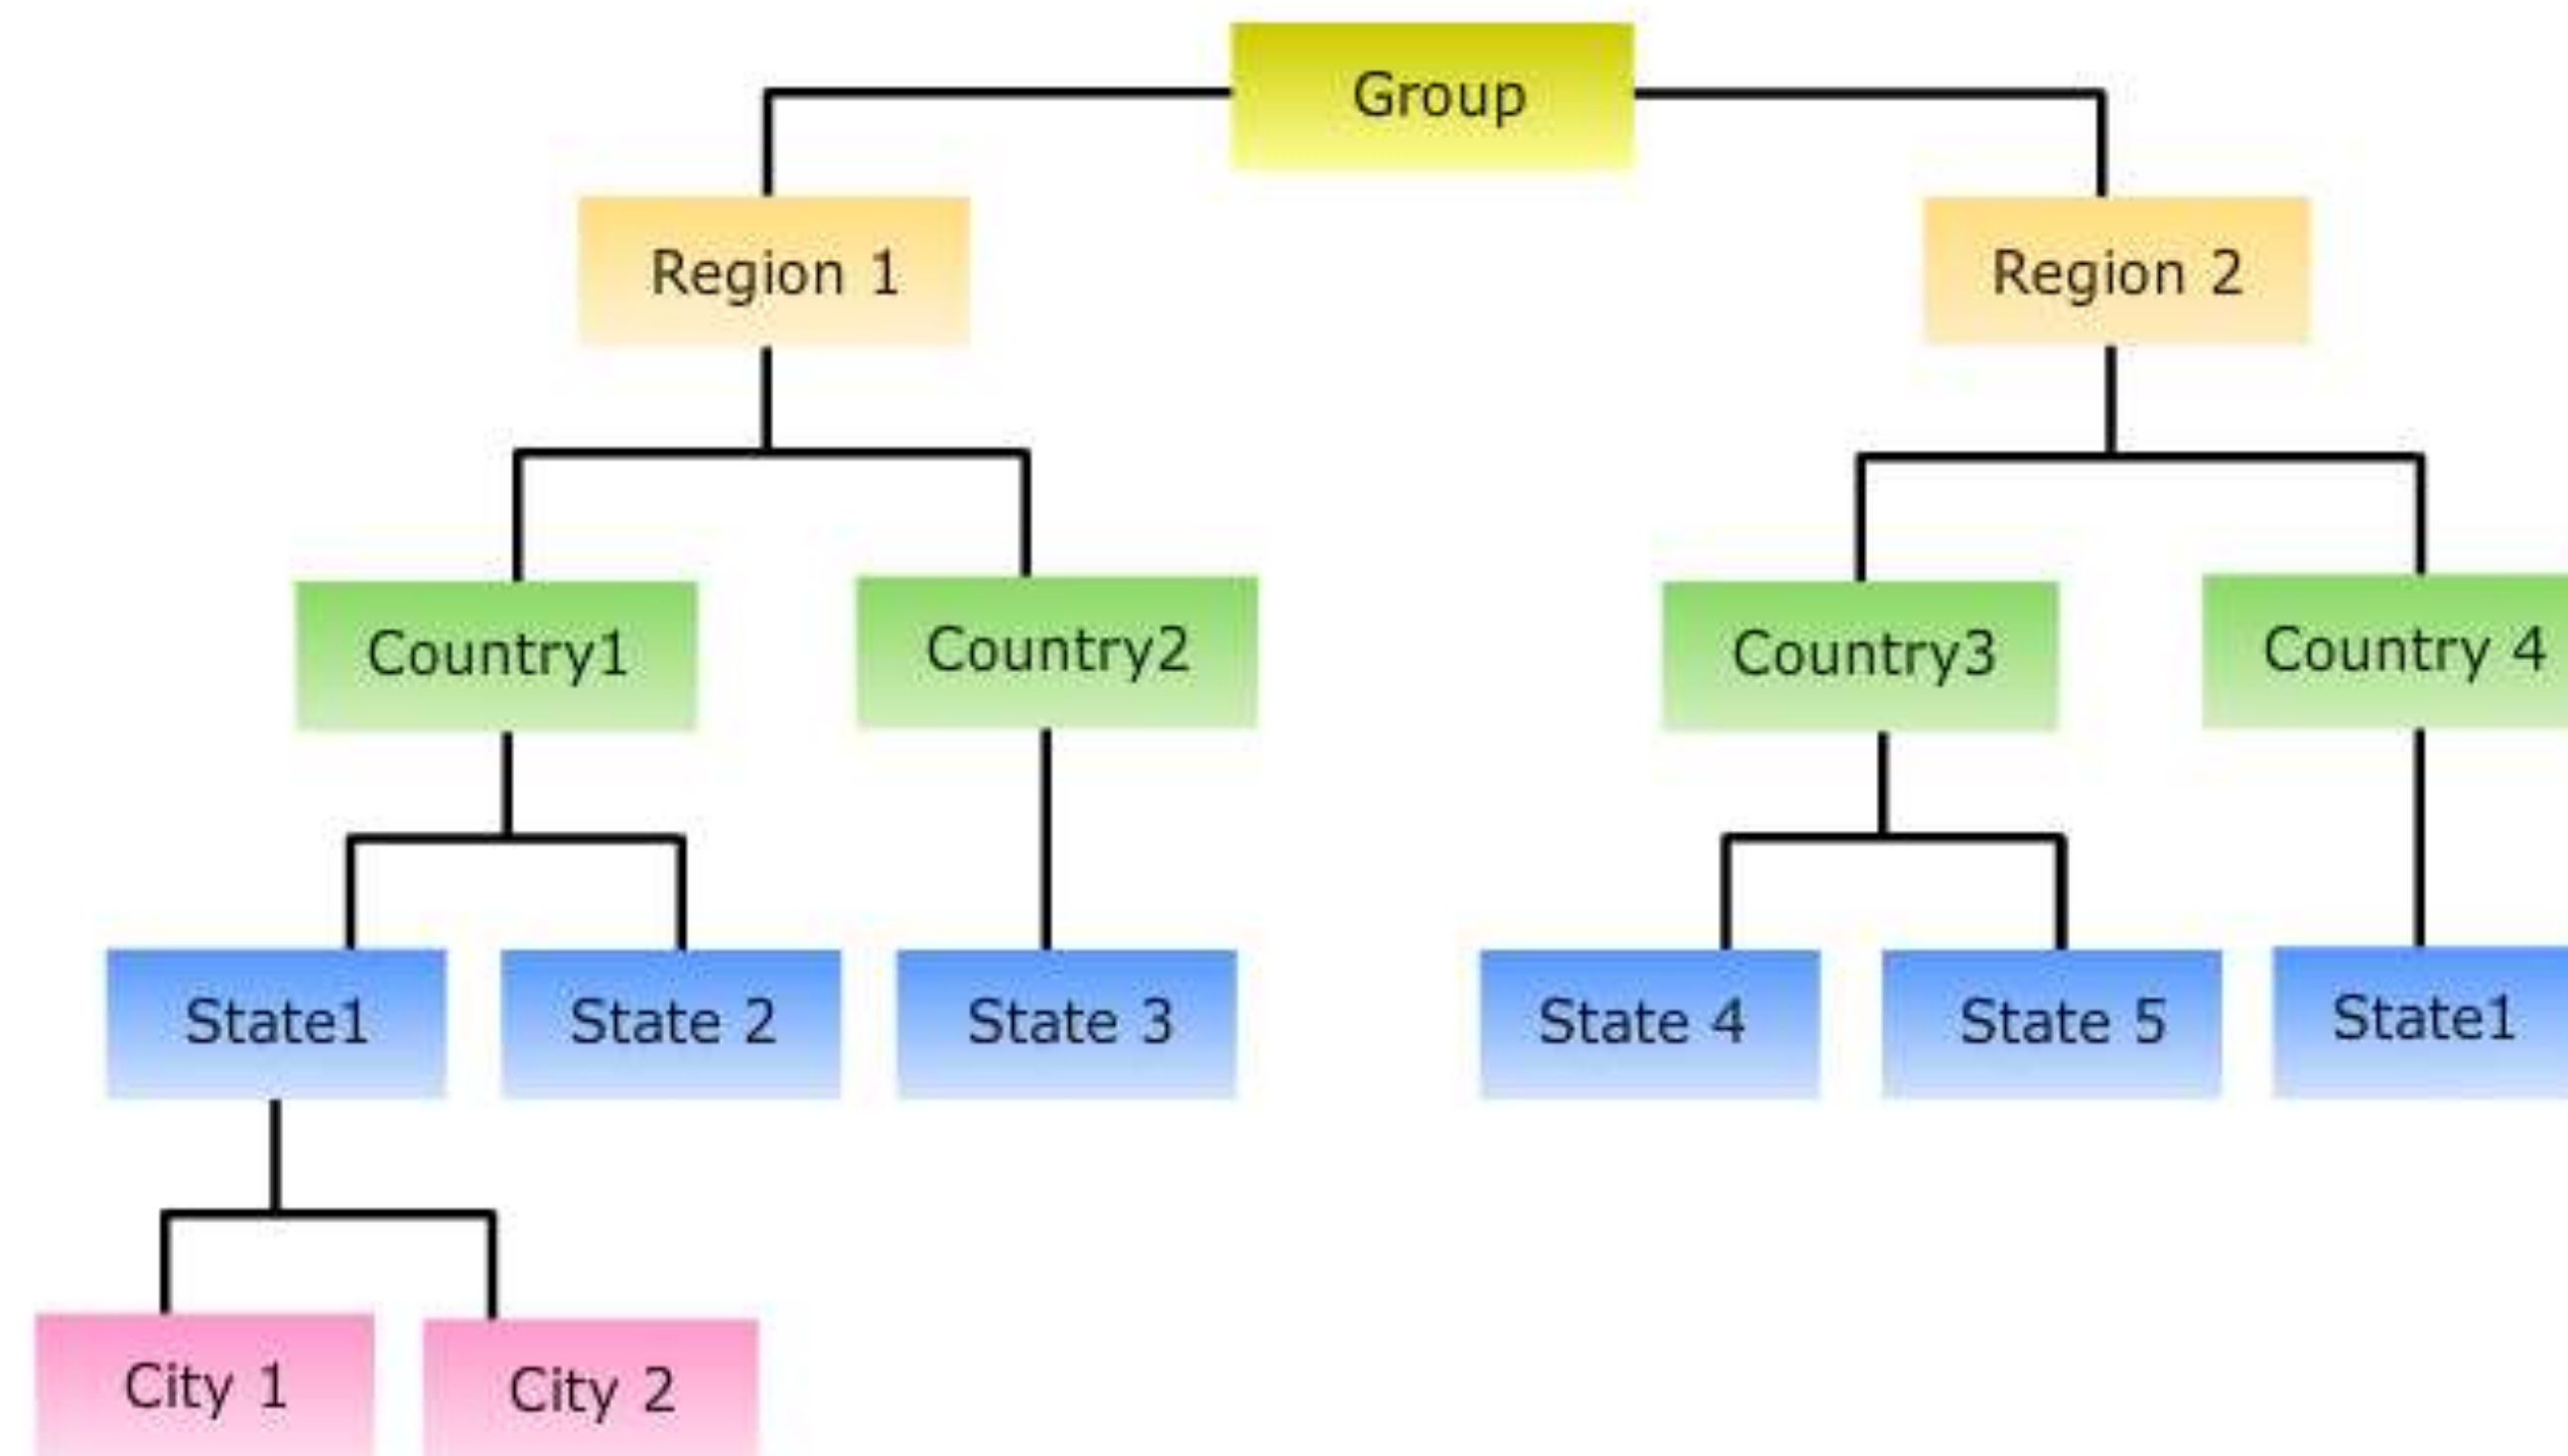 Group
Region 1
Region 2
Country1
Country2
Country3
Country 4
State1
State 2
State 3
State 4
State 5
State1
City 1
City 2